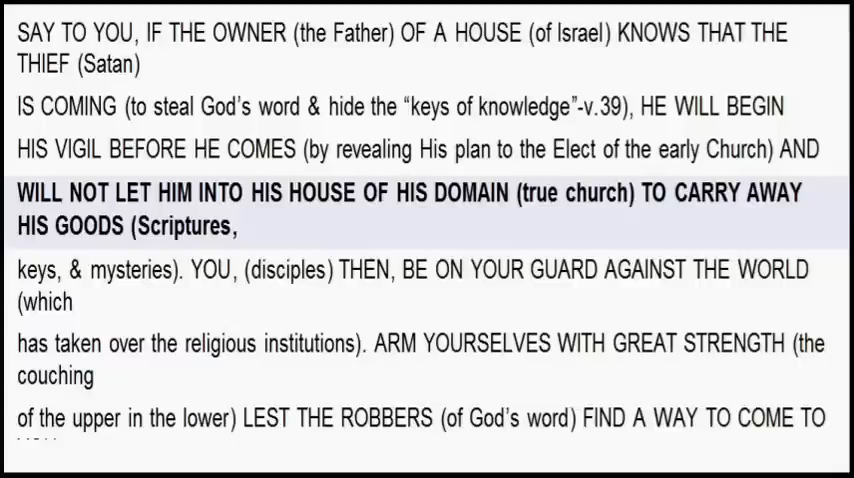 SAY TO YOU, IF THE OWNER (the Father) OF A HOUSE (of Israel) KNOWS THAT THE
THIEF (Satan)
IS COMING (to steal God’s word & hide the “keys of knowledge”-v.39), HE WILL BEGIN
HIS VIGIL BEFORE HE COMES (by revealing His plan to the Elect of the early Church) AND
WILL NOT LET HIM INTO HIS HOUSE OF HIS DOMAIN (true church) TO CARRY AWAY
HIS GOODS (Scriptures,
keys, & mysteries). YOU, (disciples) THEN, BE ON YOUR GUARD AGAINST THE WORLD
(which
has taken over the religious institutions). ARM YOURSELVES WITH GREAT STRENGTH (the
couching
of the upper in the lower) LEST THE ROBBERS (of God’s word) FIND A WAY TO COME TO